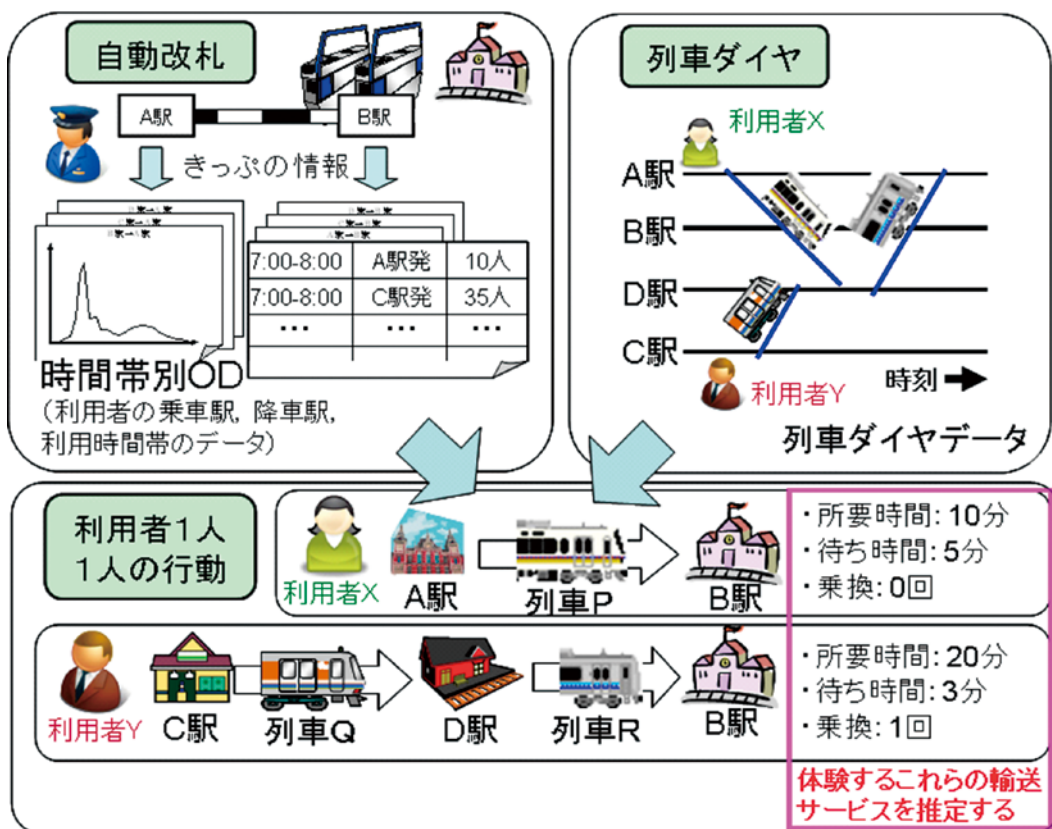 自動改札
A駅
B駅
きっぷの情報
7:00-8:00 A駅発 10人
7:00-8:00 C駅発 35人
… … …
時間帯別OD
(利用者の乗車駅, 降車駅,
利用時間帯のデータ)
列車ダイヤ
利用者X
A駅
B駅
D駅
C駅
時刻
利用者Y
列車ダイヤデータ
利用者1人
1人の行動
利用者X
A駅
列車P
B駅
・所要時間:10分
・待ち時間:5分
・乗換:0回
利用者Y
C駅
列車Q
D駅
列車R
B駅
・所要時間:20分
・待ち時間:3分
・乗換:1回
体験するこれらの輸送
サービスを推定する